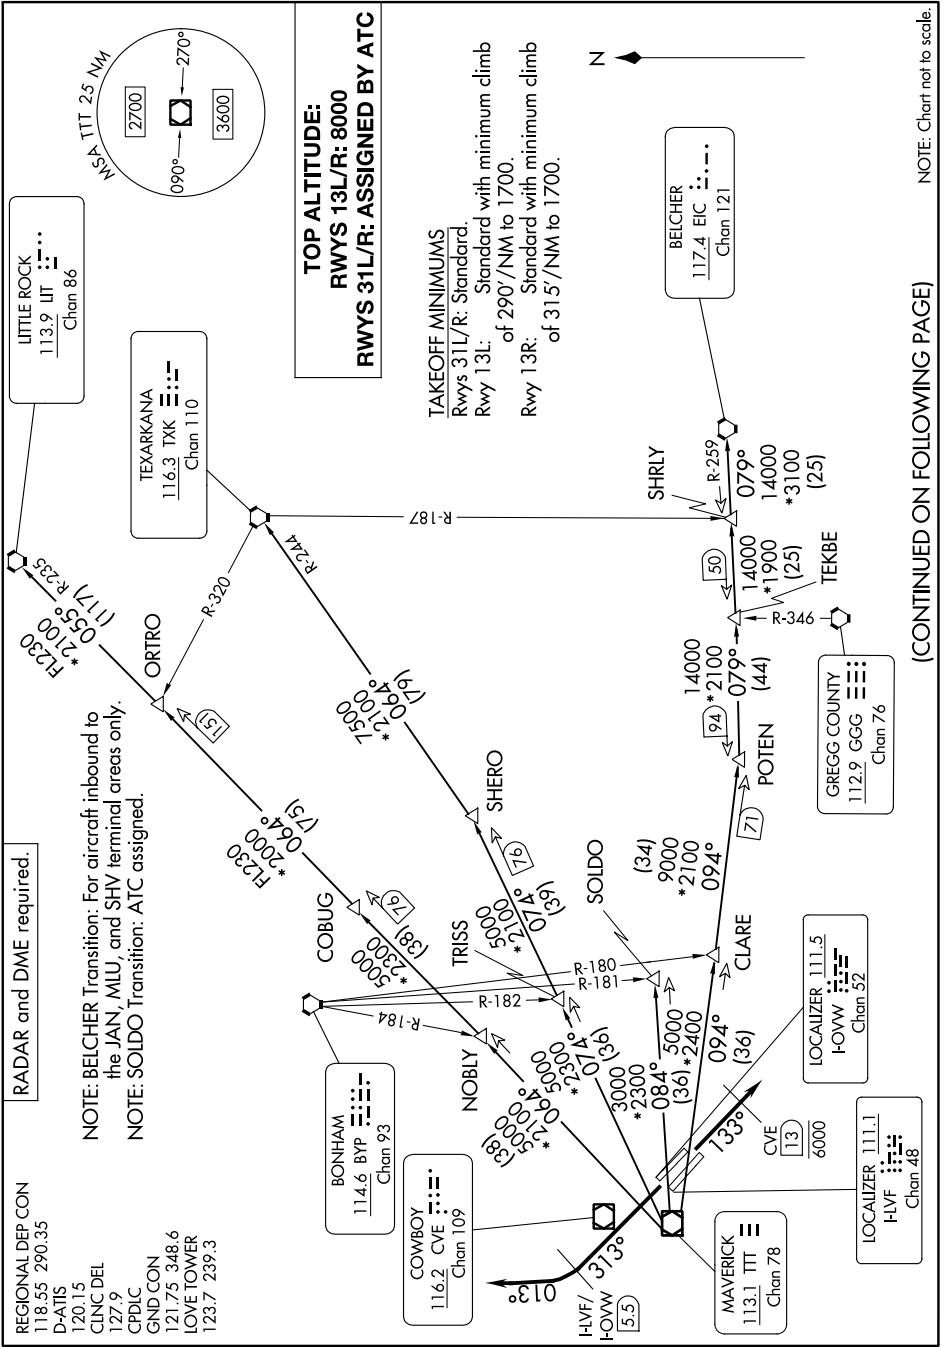 REGIONAL DEP CON
118.55 290.35
D-ATIS
120.15
CLNC DEL
127.9
CPDLC
GND CON
121.75 348.6
LOVE TOWER
123.7 239.3
RADAR and DME required.
NOTE: BELCHER Transition: For aircraft inbound to
the JAN, MLU, and SHV terminal areas only.
NOTE: SOLDO Transition: ATC assigned.
LITTLE ROCK
113.9 LIT
Chan 86
MSA TTT 25 NM
2700
3600
090°
270°
TEXARKANA
116.3 TXK
Chan 110
TOP ALTITUDE:
RWYS 13L/R: 8000
RWYS 31L/R: ASSIGNED BY ATC
TAKEOFF MINIMUMS
Rwys 31L/R: Standard.
Rwy 13L: Standard with minimum climb
of 290'/NM to 1700.
Rwy 13R: Standard with minimum climb
of 315'/NM to 1700.
N
BONHAM
114.6 BYP
Chan 93
COWBOY
116.2 CVE
Chan 109
MAVERICK
113.1 TTT
Chan 78
LOCALIZER 111.1
I-LVF
Chan 48
LOCALIZER 111.5
I-OVW
Chan 52
GREGG COUNTY
112.9 GGG
Chan 76
BELCHER
117.4 EIC
Chan 121
R-235
FL230
*2100
055°
(117)
ORTRO
R-320
151
FL230
*2000
064°
(75)
COBUG
76
5000
*2300
(38)
NOBLY
R-184
5000
*2100
064°
(38)
R-244
7500
*2100
064°
(79)
SHERO
76
5000
*2100
074°
(39)
TRISS
R-182
5000
*2300
074°
(36)
SOLDO
R-181
3000
*2300
084°
(36)
R-180
CLARE
5000
*2400
094°
(36)
(34)
9000
*2100
094°
71
POTEN
94
14000
*2100
079°
(44)
TEKBE
R-346
50
14000
*1900
(25)
SHRLY
R-187
R-259
079°
14000
*3100
(25)
013°
313°
I-LVF/
I-OVW
5.5
133°
CVE
13
6000
(CONTINUED ON FOLLOWING PAGE)
NOTE: Chart not to scale.